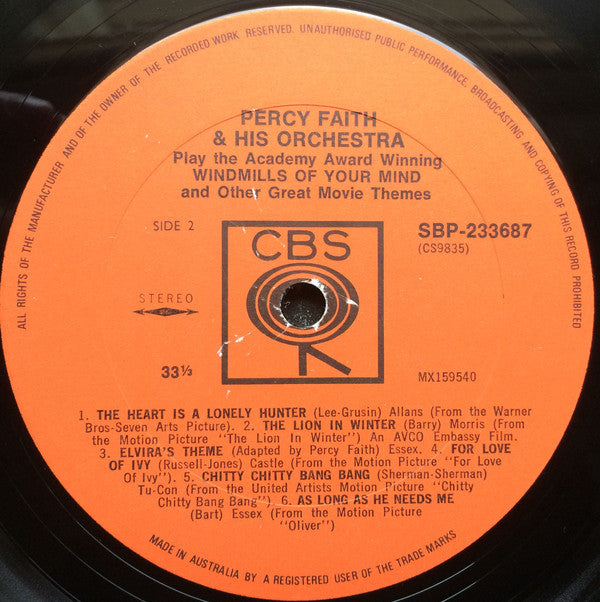 ALL RIGHTS OF THE MANUFACTURER AND OF THE OWNER OF THE RECORDED WORK RESERVED. UNAUTHORISED PUBLIC PERFORMANCE, BROADCASTING AND COPYING OF THIS RECORD PROHIBITED
PERCY FAITH
& HIS ORCHESTRA
Play the Academy Award Winning
WINDMILLS OF YOUR MIND
and Other Great Movie Themes
SIDE 2
CBS
SBP-233687
(CS9835)
STEREO
33⅓
MX159540
1. THE HEART IS A LONELY HUNTER (Lee-Grusin) Allans (From the Warner
Bros-Seven Arts Picture). 2. THE LION IN WINTER (Barry) Morris (From
the Motion Picture "The Lion In Winter") An AVCO Embassy Film.
3. ELVIRA'S THEME (Adapted by Percy Faith) Essex. 4. FOR LOVE
OF IVY (Russell-Jones) Castle (From the Motion Picture "For Love
Of Ivy"). 5. CHITTY CHITTY BANG BANG (Sherman-Sherman)
Tu-Con (From the United Artists Motion Picture "Chitty
Chitty Bang Bang"). 6. AS LONG AS HE NEEDS ME
(Bart) Essex (From the Motion Picture
"Oliver")
MADE IN AUSTRALIA BY A REGISTERED USER OF THE TRADE MARKS